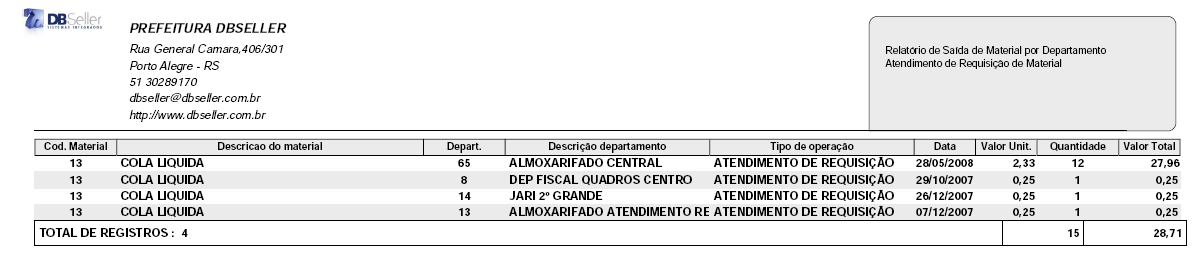 DBSeller
SISTEMAS INTEGRADOS
PREFEITURA DBSELLER
Rua General Camara,406/301
Porto Alegre - RS
51 30289170
dbseller@dbseller.com.br
http://www.dbseller.com.br
Relatório de Saída de Material por Departamento
Atendimento de Requisição de Material
Cod. Material Descricao do material Depart. Descrição departamento Tipo de operação Data Valor Unit. Quantidade Valor Total
13 COLA LIQUIDA 65 ALMOXARIFADO CENTRAL ATENDIMENTO DE REQUISIÇÃO 28/05/2008 2,33 12 27,96
13 COLA LIQUIDA 8 DEP FISCAL QUADROS CENTRO ATENDIMENTO DE REQUISIÇÃO 29/10/2007 0,25 1 0,25
13 COLA LIQUIDA 14 JARI 2º GRANDE ATENDIMENTO DE REQUISIÇÃO 26/12/2007 0,25 1 0,25
13 COLA LIQUIDA 13 ALMOXARIFADO ATENDIMENTO RE ATENDIMENTO DE REQUISIÇÃO 07/12/2007 0,25 1 0,25
TOTAL DE REGISTROS : 4 15 28,71